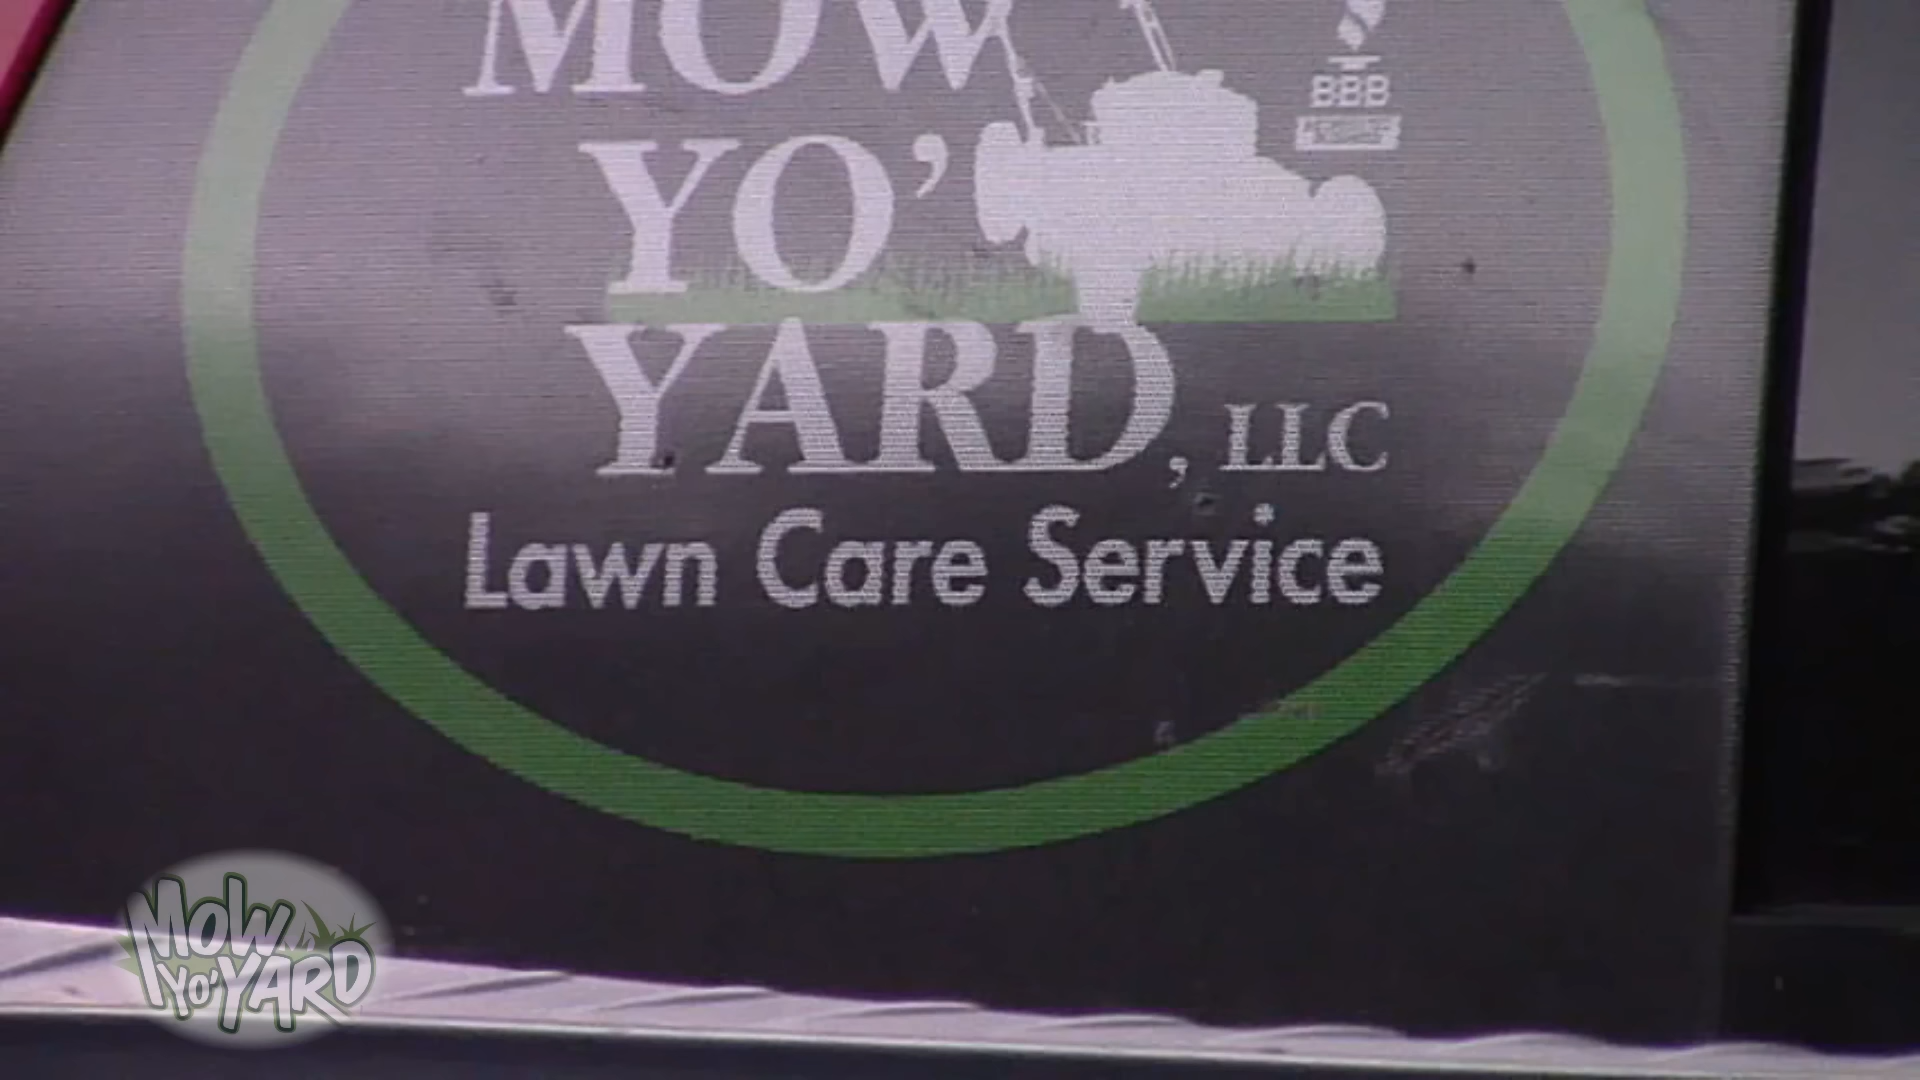 MOW
BBB
YO'
YARD, LLC
Lawn Care Service
MOW
YO' YARD